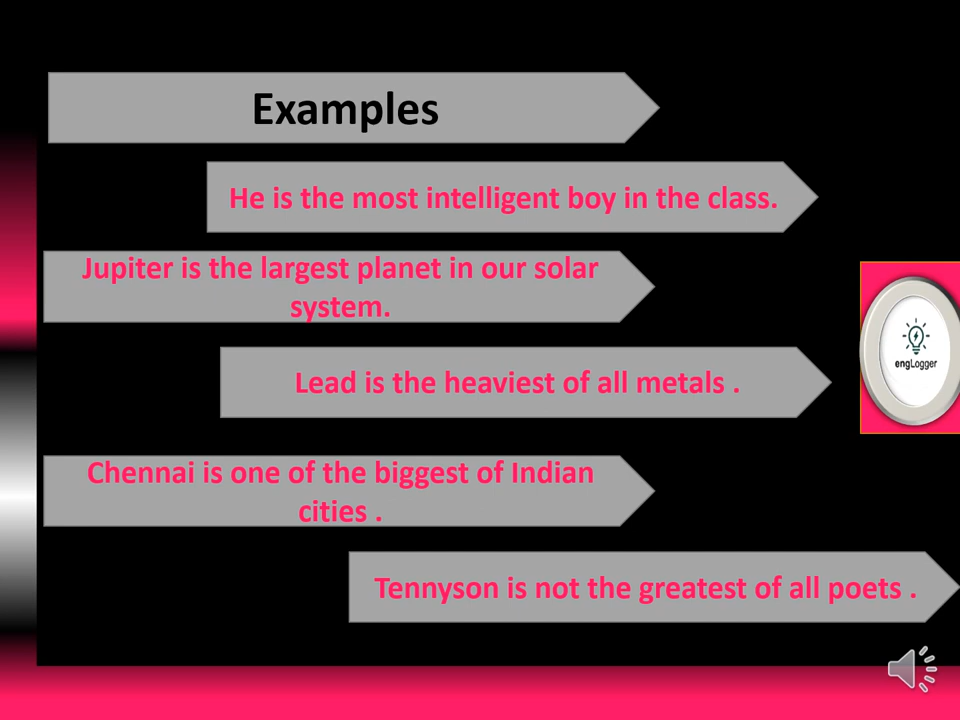 Examples
He is the most intelligent boy in the class.
Jupiter is the largest planet in our solar
system.
engLogger
Lead is the heaviest of all metals .
Chennai is one of the biggest of Indian
cities .
Tennyson is not the greatest of all poets .